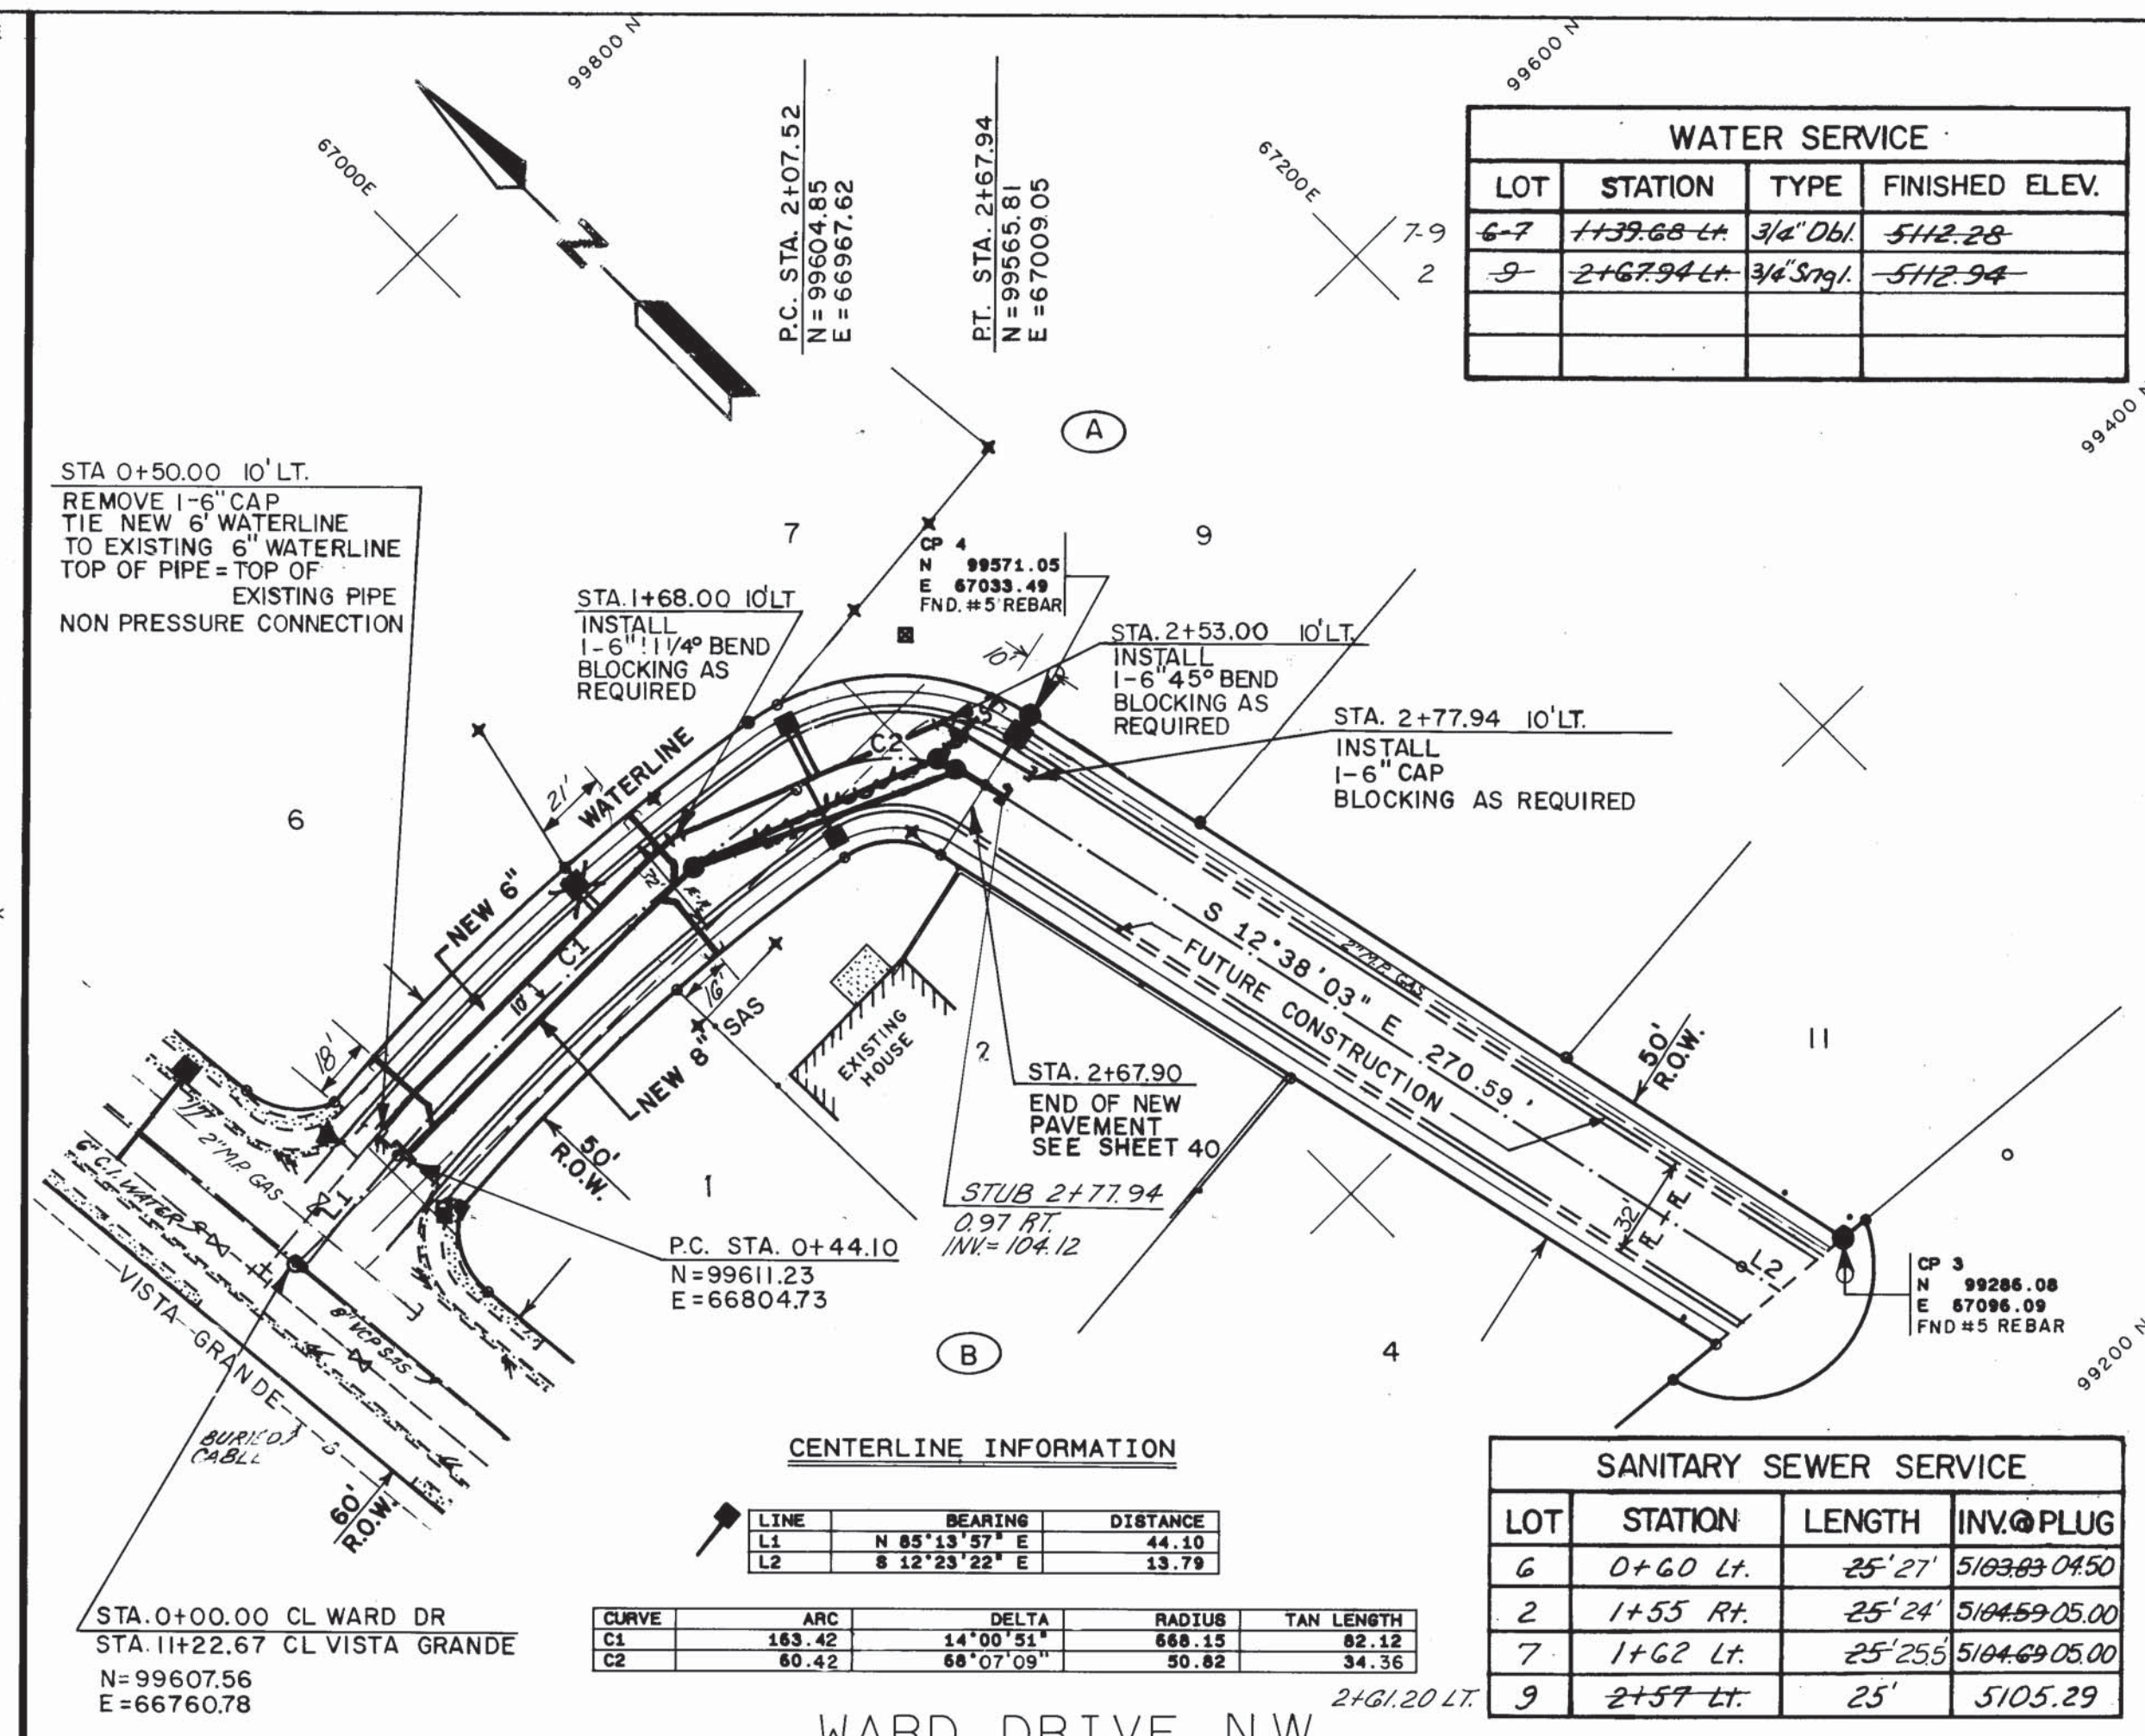 99800 N
99600 N
67000E
N
P.C. STA. 2+07.52
N = 99604.85
E = 66967.62
P.T. STA. 2+67.94
N = 99565.81
E = 67009.05
67200E
WATER SERVICE
LOT STATION TYPE FINISHED ELEV.
7-9 6-7 1+39.68 Lt. 3/4" Dbl. 5112.28
2 9 2+67.94 Lt. 3/4" Sngl. 5112.94
99400 N
A
STA 0+50.00 10' LT.
REMOVE 1-6" CAP
TIE NEW 6' WATERLINE
TO EXISTING 6" WATERLINE
TOP OF PIPE = TOP OF
EXISTING PIPE
NON PRESSURE CONNECTION
7
9
CP 4
N 99571.05
E 67033.49
FND. #5 REBAR
STA. 1+68.00 10' LT
INSTALL
1-6" 11 1/4° BEND
BLOCKING AS
REQUIRED
10'
STA. 2+53.00 10' LT.
INSTALL
1-6" 45° BEND
BLOCKING AS
REQUIRED
STA. 2+77.94 10' LT.
INSTALL
1-6" CAP
BLOCKING AS REQUIRED
C2
6
21'
NEW 6" WATERLINE
32'
C1
10'
16'
NEW 8" SAS
EXISTING
HOUSE
2
S 12°38'03" E 270.59'
2" M.P. GAS
FUTURE CONSTRUCTION
50'
R.O.W.
11
18'
2" M.P. GAS
6" C.I. WATER
L1
50'
R.O.W.
1
STA. 2+67.90
END OF NEW
PAVEMENT
SEE SHEET 40
STUB 2+77.94
0.97 RT.
INV. = 104.12
P.C. STA. 0+44.10
N=99611.23
E=66804.73
32'
L2
CP 3
N 99286.08
E 67096.09
FND #5 REBAR
VISTA GRANDE
8" VCP SAS
BURIED
CABLE
60'
R.O.W.
B
4
99200 N
CENTERLINE INFORMATION
LINE BEARING DISTANCE
L1 N 85°13'57" E 44.10
L2 S 12°23'22" E 13.79
CURVE ARC DELTA RADIUS TAN LENGTH
C1 163.42 14°00'51" 668.15 82.12
C2 60.42 68°07'09" 50.82 34.36
STA. 0+00.00 CL WARD DR
STA. 11+22.67 CL VISTA GRANDE
N=99607.56
E=66760.78
SANITARY SEWER SERVICE
LOT STATION LENGTH INV.@PLUG
6 0+60 Lt. 25' 27' 5103.83 04.50
2 1+55 Rt. 25' 24' 5104.59 05.00
7 1+62 Lt. 25' 25.5' 5104.69 05.00
2+61.20 LT. 9 2+57 Lt. 25' 5105.29
WARD DRIVE N.W.